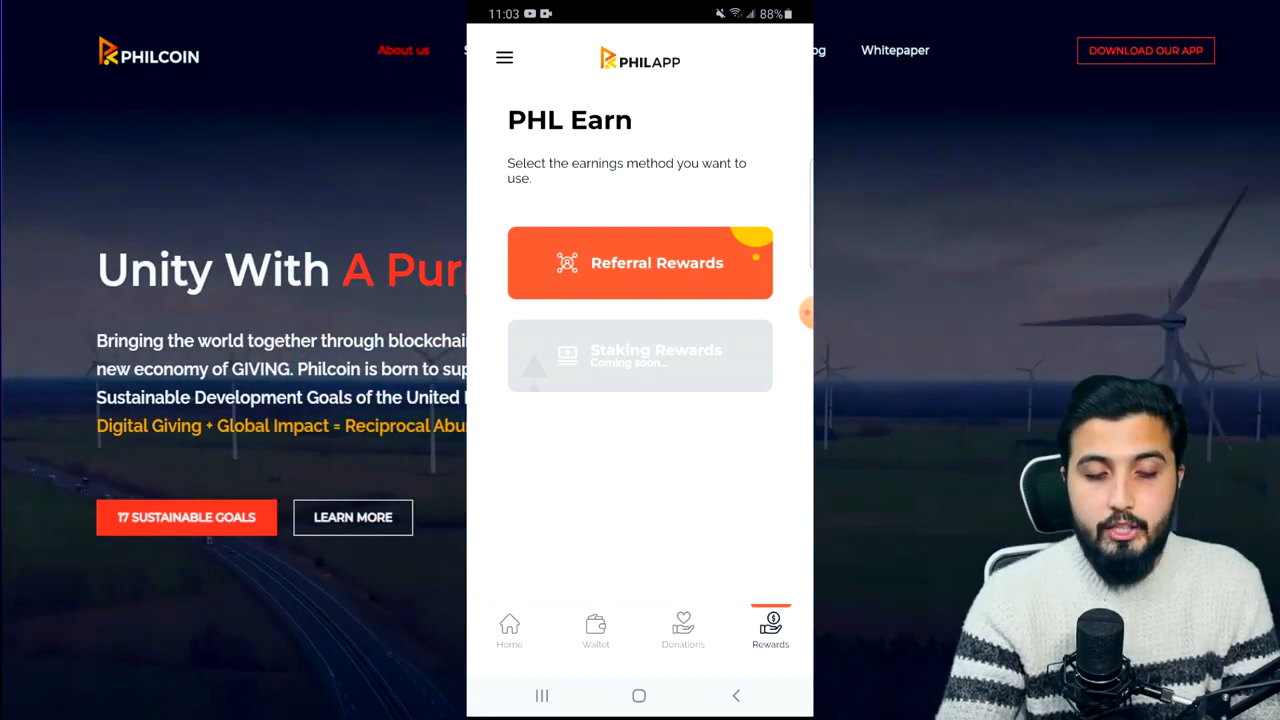 11:03
88%
PHILCOIN
About us
S
og
Whitepaper
DOWNLOAD OUR APP
PHILAPP
PHL Earn
Select the earnings method you want to
use.
Referral Rewards
Staking Rewards
Coming soon...
Unity With A Pur
Bringing the world together through blockchai
new economy of GIVING. Philcoin is born to sup
Sustainable Development Goals of the United
Digital Giving + Global Impact = Reciprocal Abu
17 SUSTAINABLE GOALS
LEARN MORE
Home
Wallet
Donations
Rewards